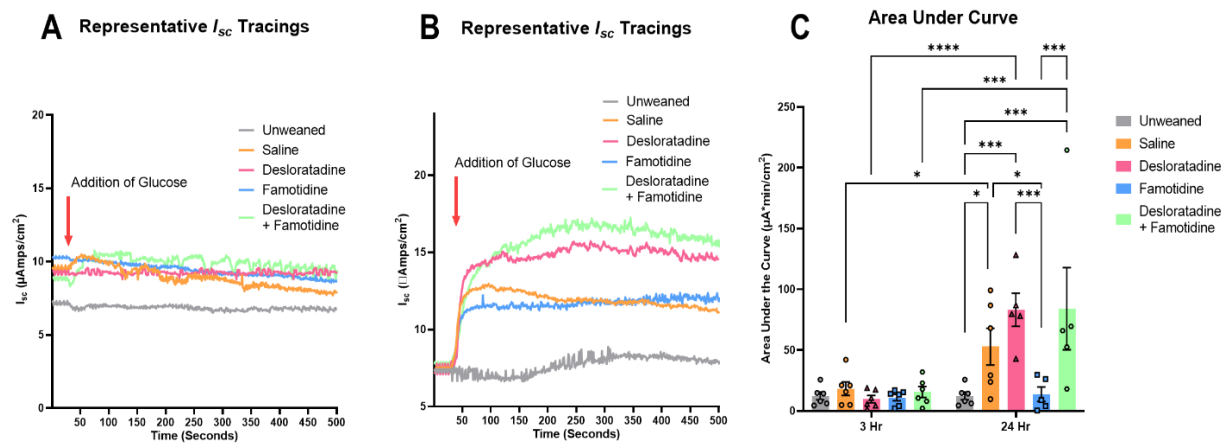 A
Representative Isc Tracings
Unweaned
Saline
Desloratadine
Famotidine
Desloratadine
+ Famotidine
Addition of Glucose
Isc (µAmps/cm²)
20
15
10
5
0
50 100 150 200 250 300 350 400 450 500
Time (Seconds)
B
Representative Isc Tracings
Unweaned
Saline
Desloratadine
Famotidine
Desloratadine
+ Famotidine
Addition of Glucose
Isc (□Amps/cm²)
20
15
10
5
50 100 150 200 250 300 350 400 450 500
Time (Seconds)
C
Area Under Curve
**** ***
***
***
***
* *
* ***
Area Under the Curve (µA*min/cm²)
250
200
150
100
50
0
3 Hr 24 Hr
Unweaned
Saline
Desloratadine
Famotidine
Desloratadine
+ Famotidine